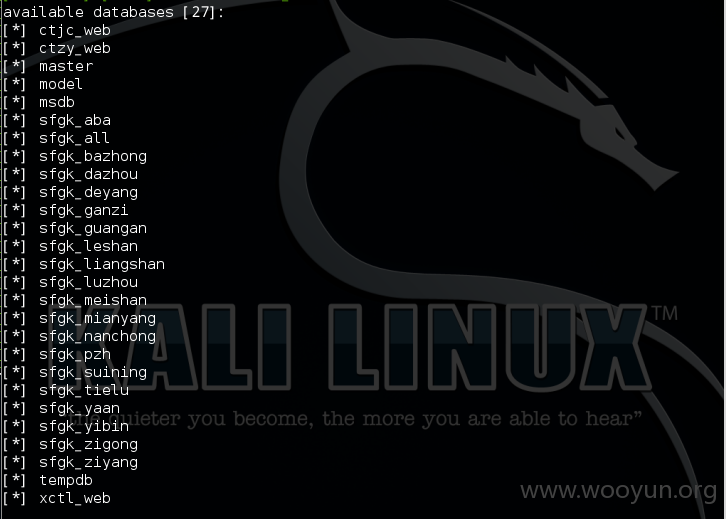 available databases [27]:
[*] ctjc_web
[*] ctzy_web
[*] master
[*] model
[*] msdb
[*] sfgk_aba
[*] sfgk_all
[*] sfgk_bazhong
[*] sfgk_dazhou
[*] sfgk_deyang
[*] sfgk_ganzi
[*] sfgk_guangan
[*] sfgk_leshan
[*] sfgk_liangshan
[*] sfgk_luzhou
[*] sfgk_meishan
[*] sfgk_mianyang
[*] sfgk_nanchong
[*] sfgk_pzh
[*] sfgk_suining
[*] sfgk_tielu
[*] sfgk_yaan
[*] sfgk_yibin
[*] sfgk_zigong
[*] sfgk_ziyang
[*] tempdb
[*] xctl_web
KALI LINUX™
quieter you become, the more you are able to hear”
www.wooyun.org